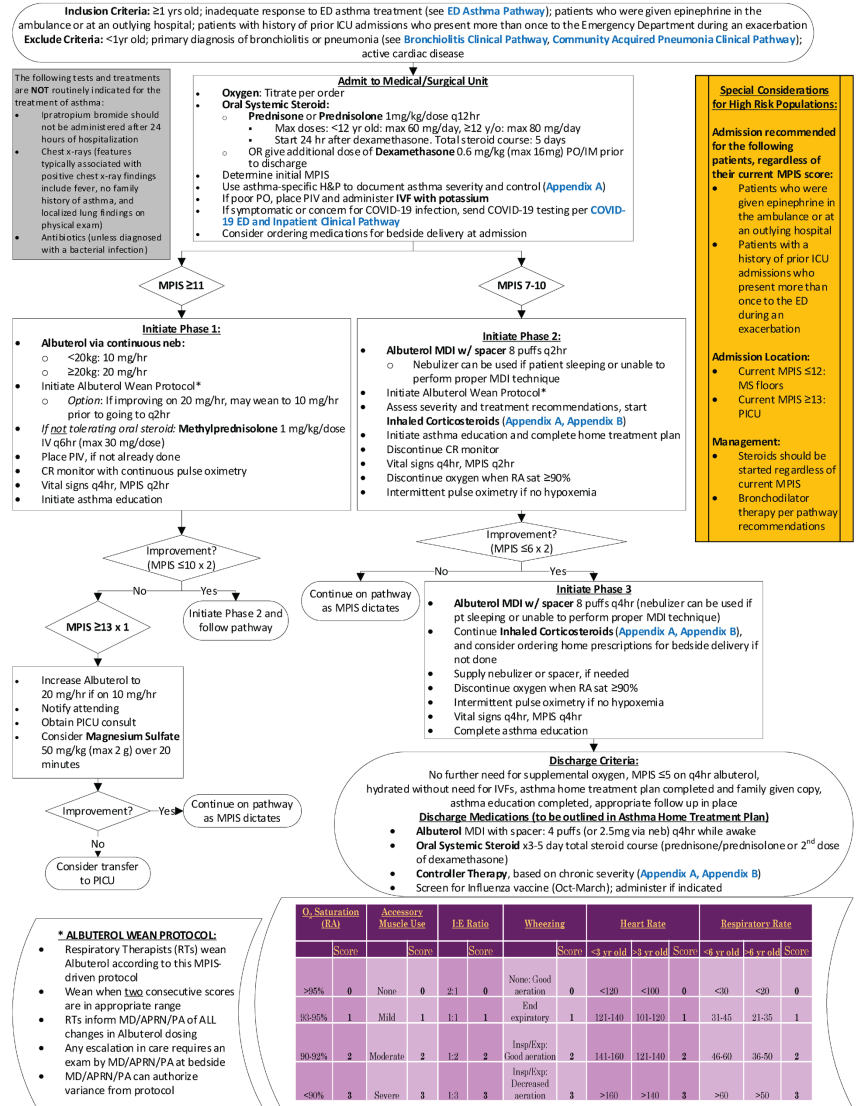 Inclusion Criteria: ≥1 yrs old; inadequate response to ED asthma treatment (see ED Asthma Pathway); patients who were given epinephrine in the
ambulance or at an outlying hospital; patients with history of prior ICU admissions who present more than once to the Emergency Department during an exacerbation
Exclude Criteria: <1yr old; primary diagnosis of bronchiolitis or pneumonia (see Bronchiolitis Clinical Pathway, Community Acquired Pneumonia Clinical Pathway);
active cardiac disease
The following tests and treatments
are NOT routinely indicated for the
treatment of asthma:
• Ipratropium bromide should
not be administered after 24
hours of hospitalization
• Chest x-rays (features
typically associated with
positive chest x-ray findings
include fever, no family
history of asthma, and
localized lung findings on
physical exam)
• Antibiotics (unless diagnosed
with a bacterial infection)
Admit to Medical/Surgical Unit
• Oxygen: Titrate per order
• Oral Systemic Steroid:
o Prednisone or Prednisolone 1mg/kg/dose q12hr
▪ Max doses: <12 yr old: max 60 mg/day, ≥12 y/o: max 80 mg/day
▪ Start 24 hr after dexamethasone. Total steroid course: 5 days
o OR give additional dose of Dexamethasone 0.6 mg/kg (max 16mg) PO/IM prior
to discharge
• Determine initial MPIS
• Use asthma-specific H&P to document asthma severity and control (Appendix A)
• If poor PO, place PIV and administer IVF with potassium
• If symptomatic or concern for COVID-19 infection, send COVID-19 testing per COVID-
19 ED and Inpatient Clinical Pathway
• Consider ordering medications for bedside delivery at admission
Special Considerations
for High Risk Populations:
Admission recommended
for the following
patients, regardless of
their current MPIS score:
• Patients who were
given epinephrine in
the ambulance or at
an outlying hospital
• Patients with a
history of prior ICU
admissions who
present more than
once to the ED
during an
exacerbation
Admission Location:
• Current MPIS ≤12:
MS floors
• Current MPIS ≥13:
PICU
Management:
• Steroids should be
started regardless of
current MPIS
• Bronchodilator
therapy per pathway
recommendations
MPIS ≥11
MPIS 7-10
Initiate Phase 1:
• Albuterol via continuous neb:
o <20kg: 10 mg/hr
o ≥20kg: 20 mg/hr
• Initiate Albuterol Wean Protocol*
o Option: If improving on 20 mg/hr, may wean to 10 mg/hr
prior to going to q2hr
• If not tolerating oral steroid: Methylprednisolone 1 mg/kg/dose
IV q6hr (max 30 mg/dose)
• Place PIV, if not already done
• CR monitor with continuous pulse oximetry
• Vital signs q4hr, MPIS q2hr
• Initiate asthma education
Initiate Phase 2:
• Albuterol MDI w/ spacer 8 puffs q2hr
o Nebulizer can be used if patient sleeping or unable to
perform proper MDI technique
• Initiate Albuterol Wean Protocol*
• Assess severity and treatment recommendations, start
Inhaled Corticosteroids (Appendix A, Appendix B)
• Initiate asthma education and complete home treatment plan
• Discontinue CR monitor
• Vital signs q4hr, MPIS q2hr
• Discontinue oxygen when RA sat ≥90%
• Intermittent pulse oximetry if no hypoxemia
Improvement?
(MPIS ≤10 x 2)
No
Yes
Initiate Phase 2 and
follow pathway
MPIS ≥13 x 1
• Increase Albuterol to
20 mg/hr if on 10 mg/hr
• Notify attending
• Obtain PICU consult
• Consider Magnesium Sulfate
50 mg/kg (max 2 g) over 20
minutes
Improvement?
Yes
Continue on pathway
as MPIS dictates
No
Consider transfer
to PICU
Improvement?
(MPIS ≤6 x 2)
No
Yes
Continue on pathway
as MPIS dictates
Initiate Phase 3
• Albuterol MDI w/ spacer 8 puffs q4hr (nebulizer can be used if
pt sleeping or unable to perform proper MDI technique)
• Continue Inhaled Corticosteroids (Appendix A, Appendix B),
and consider ordering home prescriptions for bedside delivery if
not done
• Supply nebulizer or spacer, if needed
• Discontinue oxygen when RA sat ≥90%
• Intermittent pulse oximetry if no hypoxemia
• Vital signs q4hr, MPIS q4hr
• Complete asthma education
Discharge Criteria:
No further need for supplemental oxygen, MPIS ≤5 on q4hr albuterol,
hydrated without need for IVFs, asthma home treatment plan completed and family given copy,
asthma education completed, appropriate follow up in place
Discharge Medications (to be outlined in Asthma Home Treatment Plan)
• Albuterol MDI with spacer: 4 puffs (or 2.5mg via neb) q4hr while awake
• Oral Systemic Steroid x3-5 day total steroid course (prednisone/prednisolone or 2nd dose
of dexamethasone)
• Controller Therapy, based on chronic severity (Appendix A, Appendix B)
• Screen for Influenza vaccine (Oct-March); administer if indicated
* ALBUTEROL WEAN PROTOCOL:
• Respiratory Therapists (RTs) wean
Albuterol according to this MPIS-
driven protocol
• Wean when two consecutive scores
are in appropriate range
• RTs inform MD/APRN/PA of ALL
changes in Albuterol dosing
• Any escalation in care requires an
exam by MD/APRN/PA at bedside
• MD/APRN/PA can authorize
variance from protocol
O2 Saturation (RA) Accessory Muscle Use I:E Ratio Wheezing Heart Rate Respiratory Rate
Score Score Score Score <3 yr old >3 yr old Score <6 yr old >6 yr old Score
>95% 0 None 0 2:1 0 None: Good aeration 0 <120 <100 0 <30 <20 0
93-95% 1 Mild 1 1:1 1 End expiratory 1 121-140 101-120 1 31-45 21-35 1
90-92% 2 Moderate 2 1:2 2 Insp/Exp: Good aeration 2 141-160 121-140 2 46-60 36-50 2
<90% 3 Severe 3 1:3 3 Insp/Exp: Decreased aeration 3 >160 >140 3 >60 >50 3